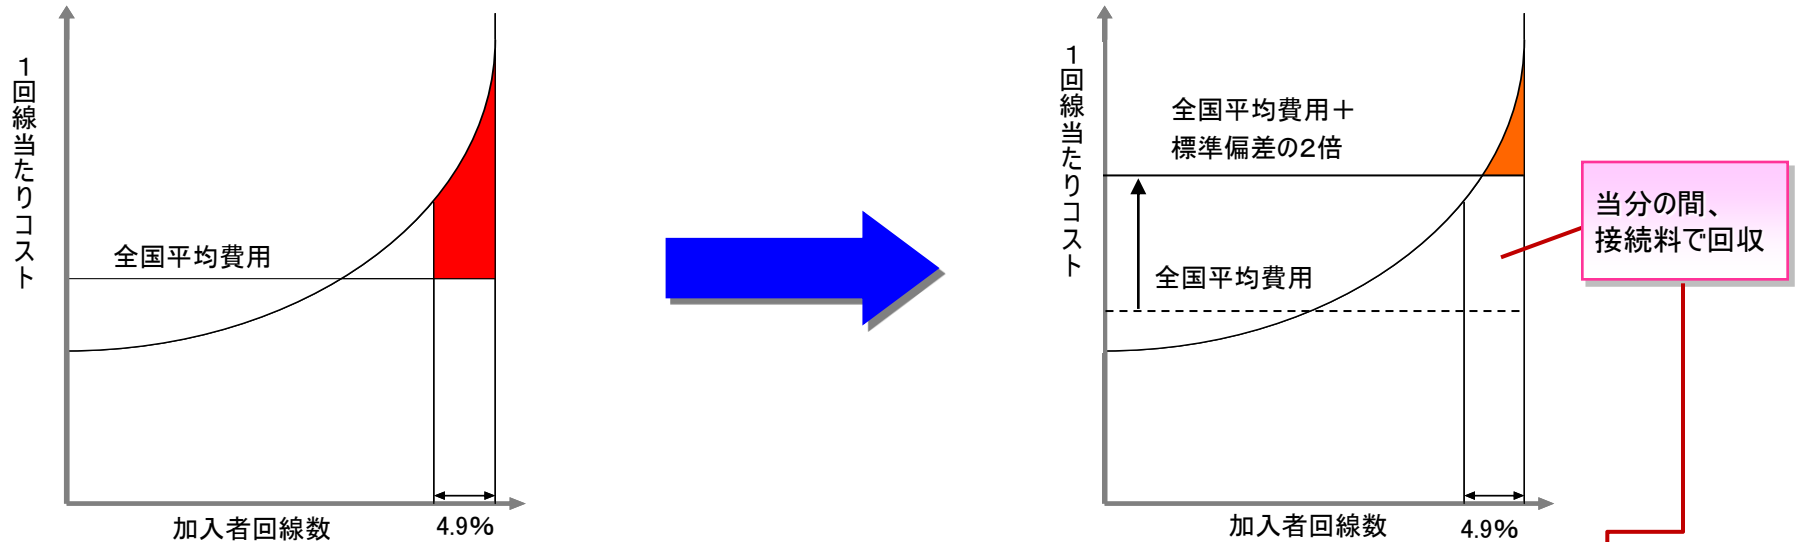 1回線当たりコスト
全国平均費用
加入者回線数
4.9%
1回線当たりコスト
全国平均費用＋
標準偏差の2倍
全国平均費用
加入者回線数
4.9%
当分の間、
接続料で回収